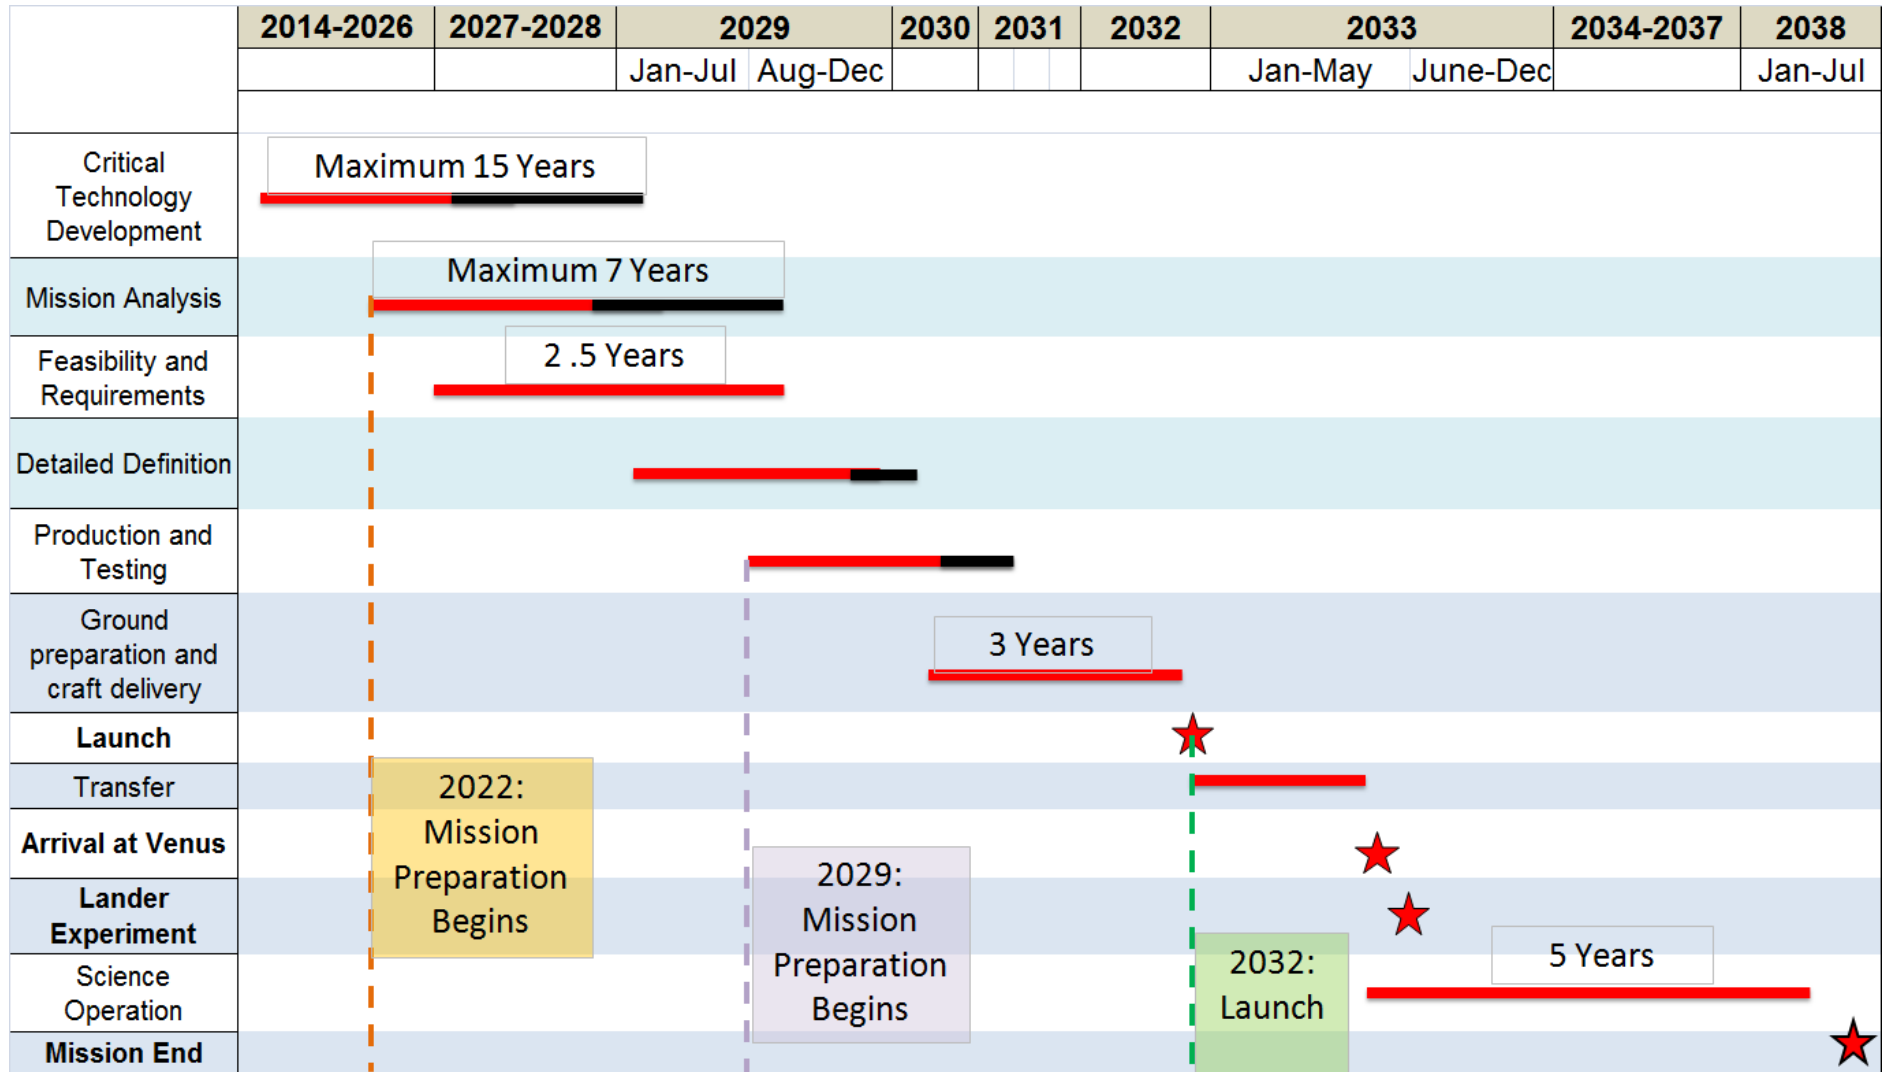 2014-2026 2027-2028 2029 2030 2031 2032 2033 2034-2037 2038
Jan-Jul Aug-Dec Jan-May June-Dec Jan-Jul
Critical
Technology
Development
Maximum 15 Years
Mission Analysis
Maximum 7 Years
Feasibility and
Requirements
2 .5 Years
Detailed Definition
Production and
Testing
Ground
preparation and
craft delivery
3 Years
Launch
Transfer
Arrival at Venus
Lander
Experiment
Science
Operation
5 Years
Mission End
2022:
Mission
Preparation
Begins
2029:
Mission
Preparation
Begins
2032:
Launch